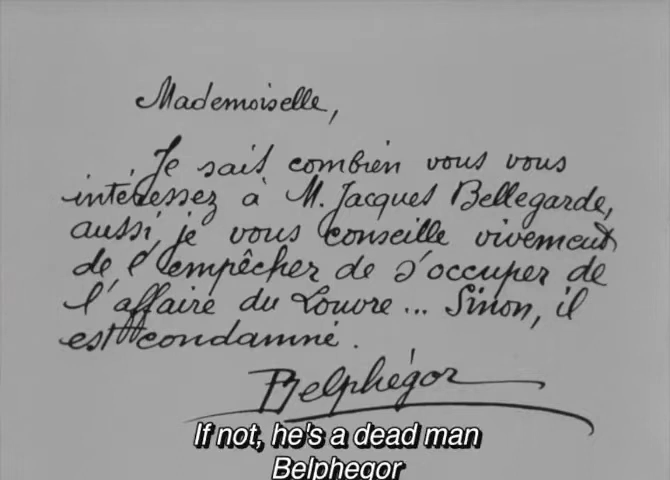 Mademoiselle,
Je sais combien vous vous
intéressez à M. Jacques Bellegarde,
aussi, je vous conseille vivement
de l'empêcher de s'occuper de
l'affaire du Louvre... Sinon, il
est condamné.
Belphégor
If not, he's a dead man
Belphegor